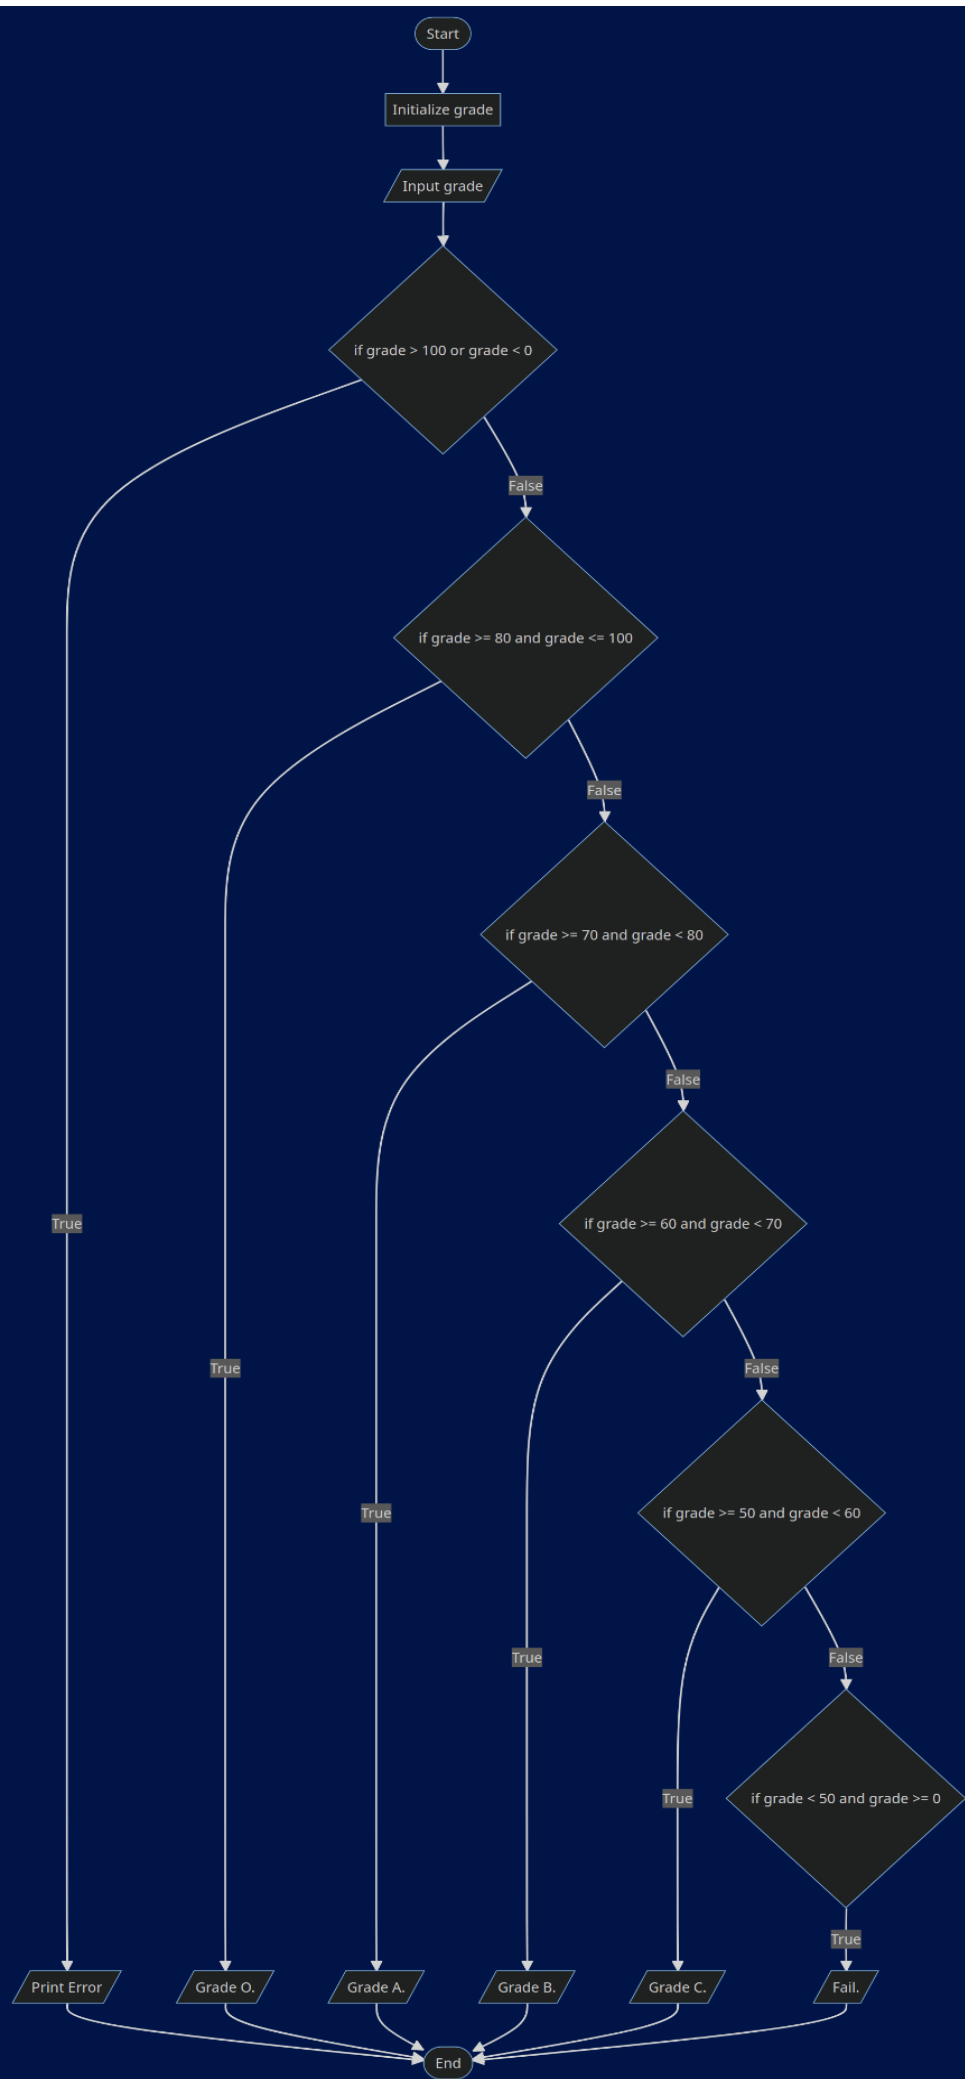 Start
Initialize grade
Input grade
if grade > 100 or grade < 0
False
if grade >= 80 and grade <= 100
False
if grade >= 70 and grade < 80
False
True
if grade >= 60 and grade < 70
True
False
True
if grade >= 50 and grade < 60
True
False
True
if grade < 50 and grade >= 0
True
Print Error
Grade O.
Grade A.
Grade B.
Grade C.
Fail.
End